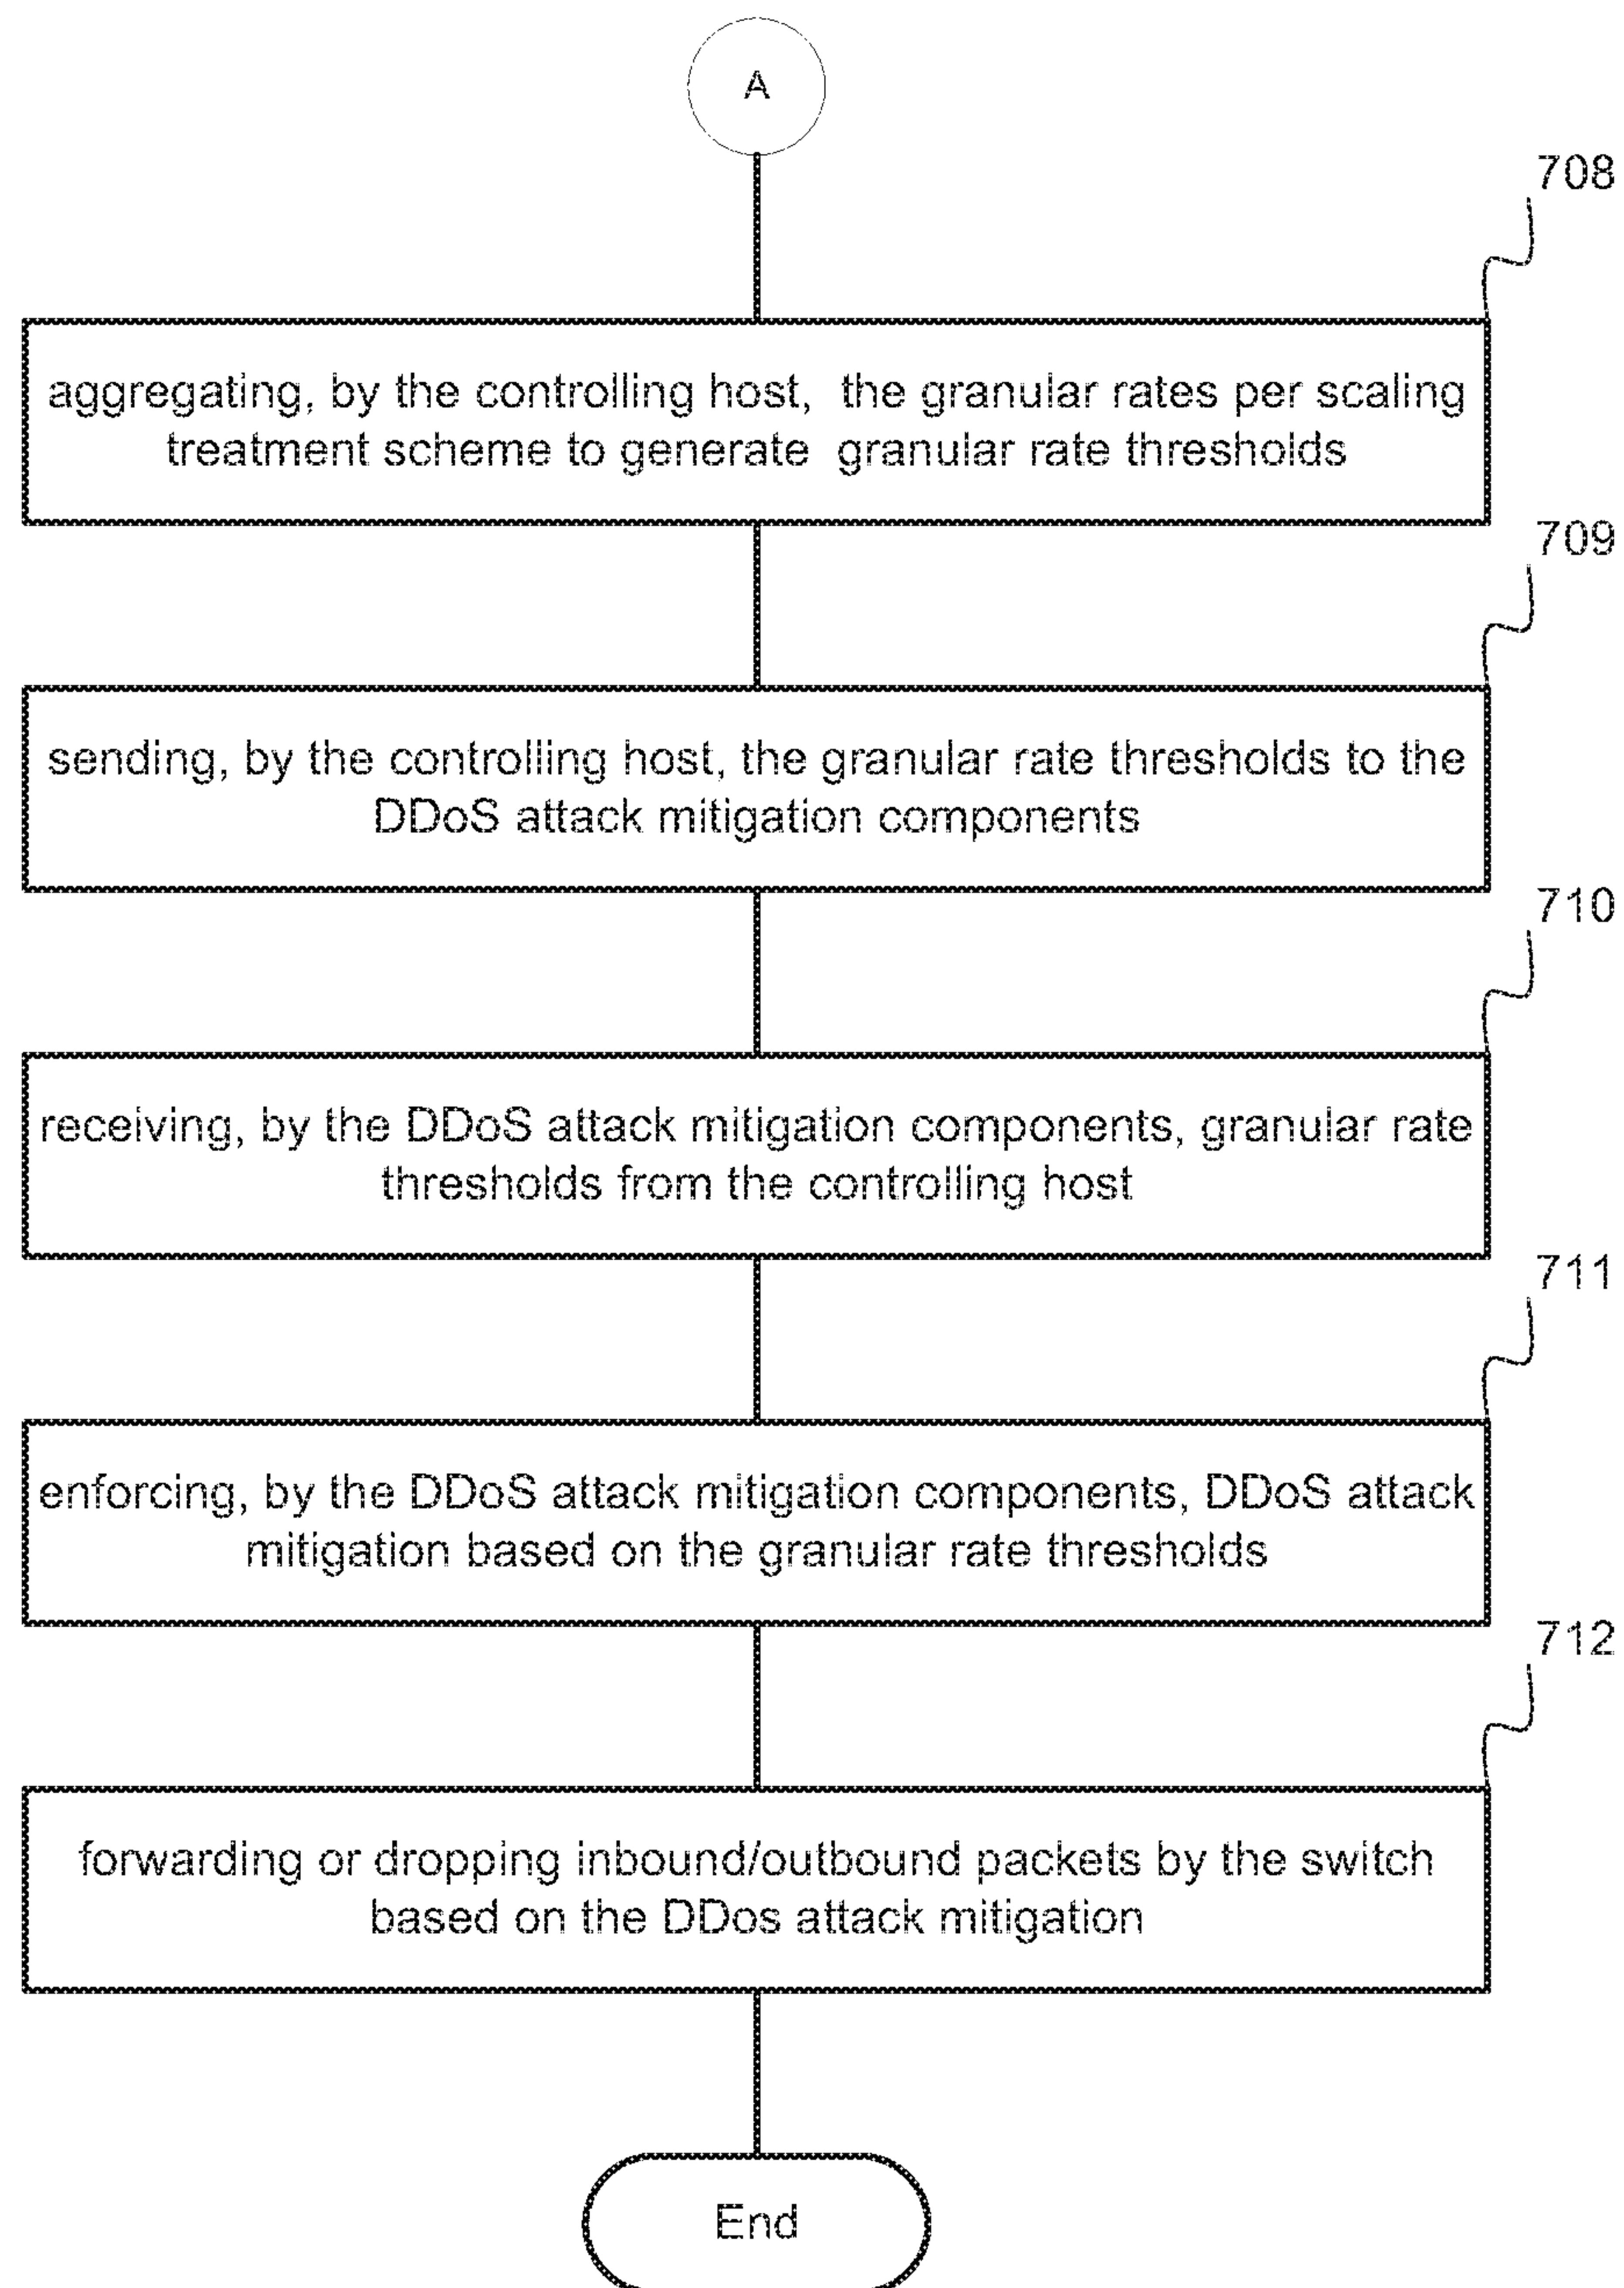 A
708
aggregating, by the controlling host, the granular rates per scaling
treatment scheme to generate granular rate thresholds
709
sending, by the controlling host, the granular rate thresholds to the
DDoS attack mitigation components
710
receiving, by the DDoS attack mitigation components, granular rate
thresholds from the controlling host
711
enforcing, by the DDoS attack mitigation components, DDoS attack
mitigation based on the granular rate thresholds
712
forwarding or dropping inbound/outbound packets by the switch
based on the DDos attack mitigation
End